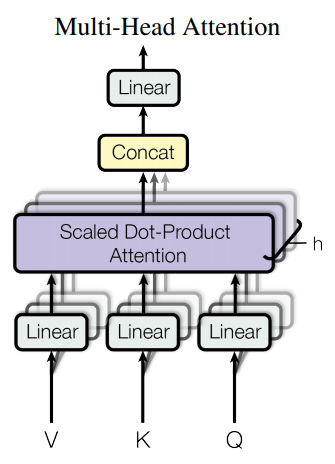 Multi-Head Attention
Linear
Concat
Scaled Dot-Product
Attention
h
Linear Linear Linear
V K Q